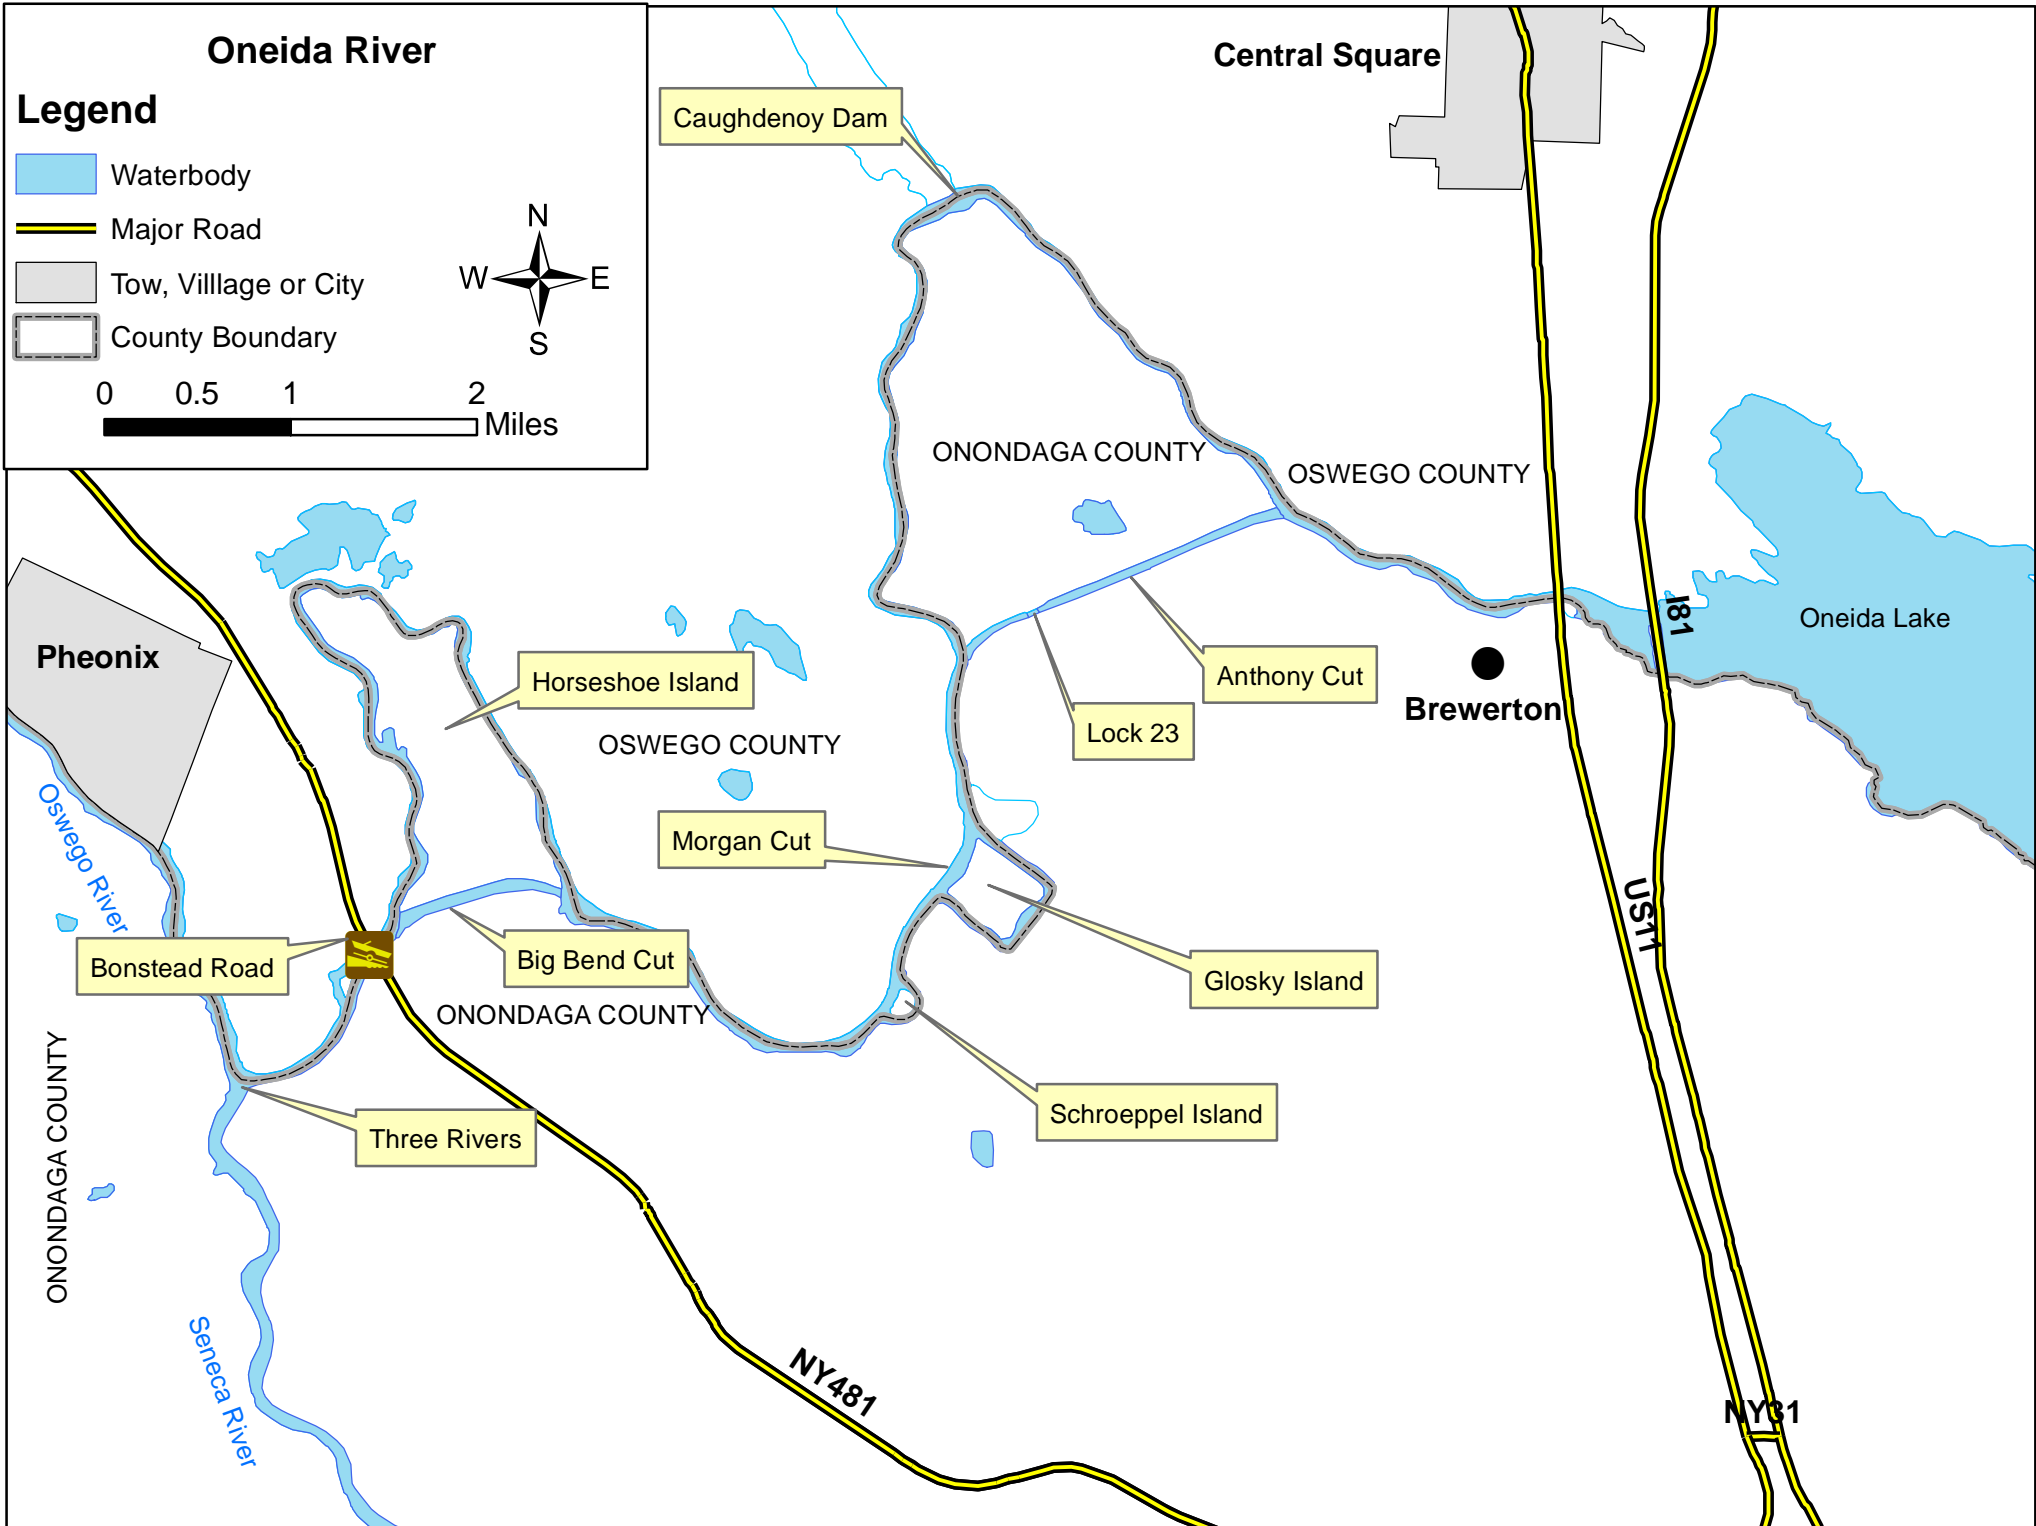 Oneida River
Legend
Waterbody
Major Road
Tow, Villlage or City
County Boundary
N
W E
S
0 0.5 1 2
Miles
Central Square
Caughdenoy Dam
ONONDAGA COUNTY
OSWEGO COUNTY
I81
Oneida Lake
Pheonix
Horseshoe Island
Anthony Cut
Brewerton
Lock 23
OSWEGO COUNTY
Oswego River
Morgan Cut
US11
Bonstead Road
Big Bend Cut
Glosky Island
ONONDAGA COUNTY
ONONDAGA COUNTY
Schroeppel Island
Three Rivers
Seneca River
NY481
NY31